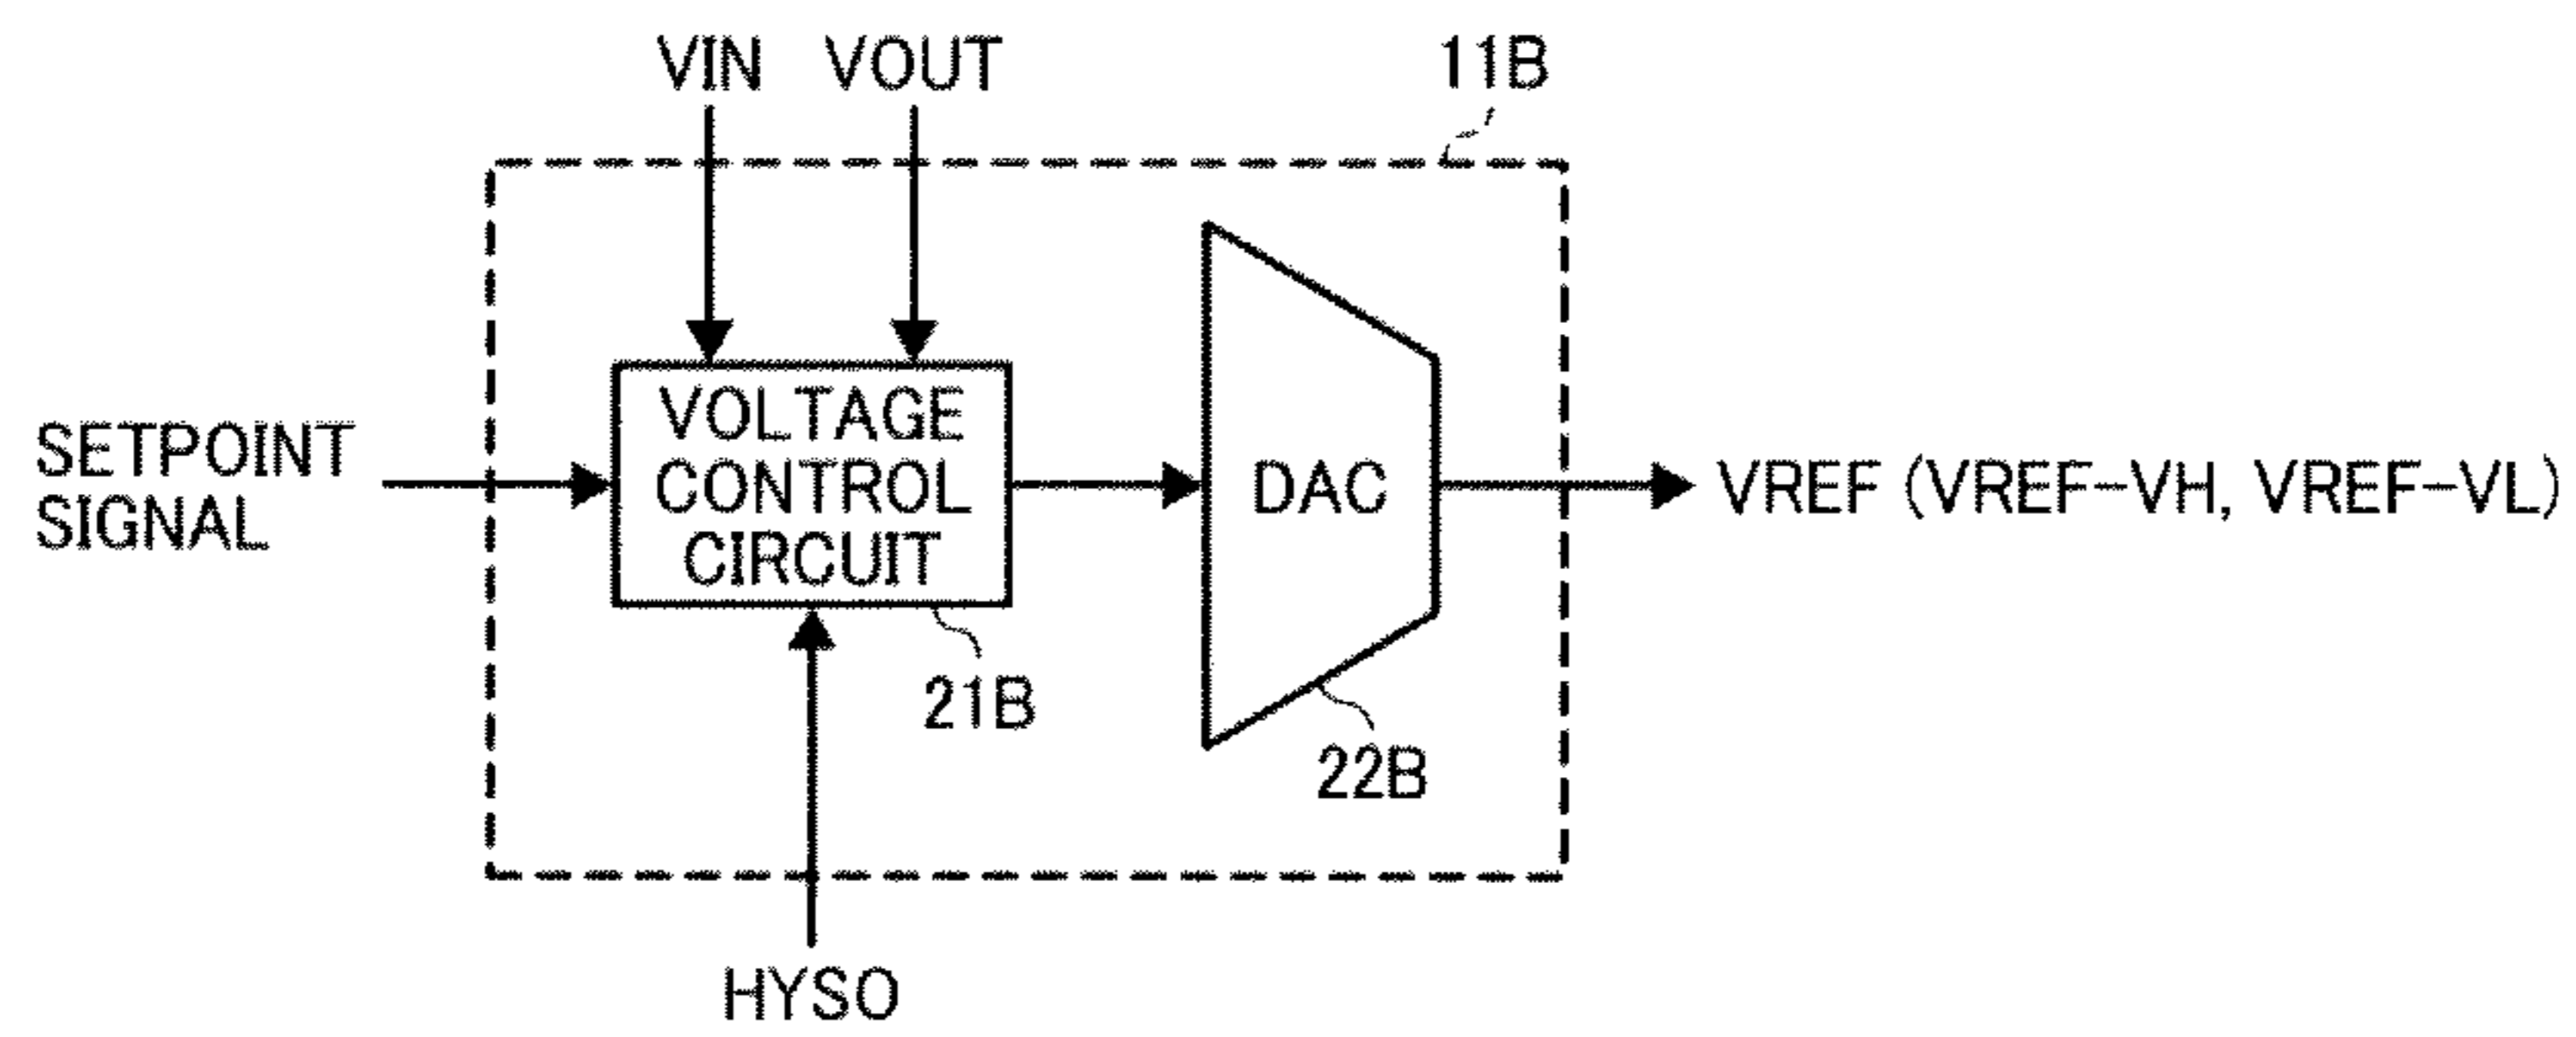 VIN VOUT 11B
SETPOINT
SIGNAL
VOLTAGE
CONTROL
CIRCUIT
DAC
VREF (VREF-VH, VREF-VL)
21B
22B
HYSO